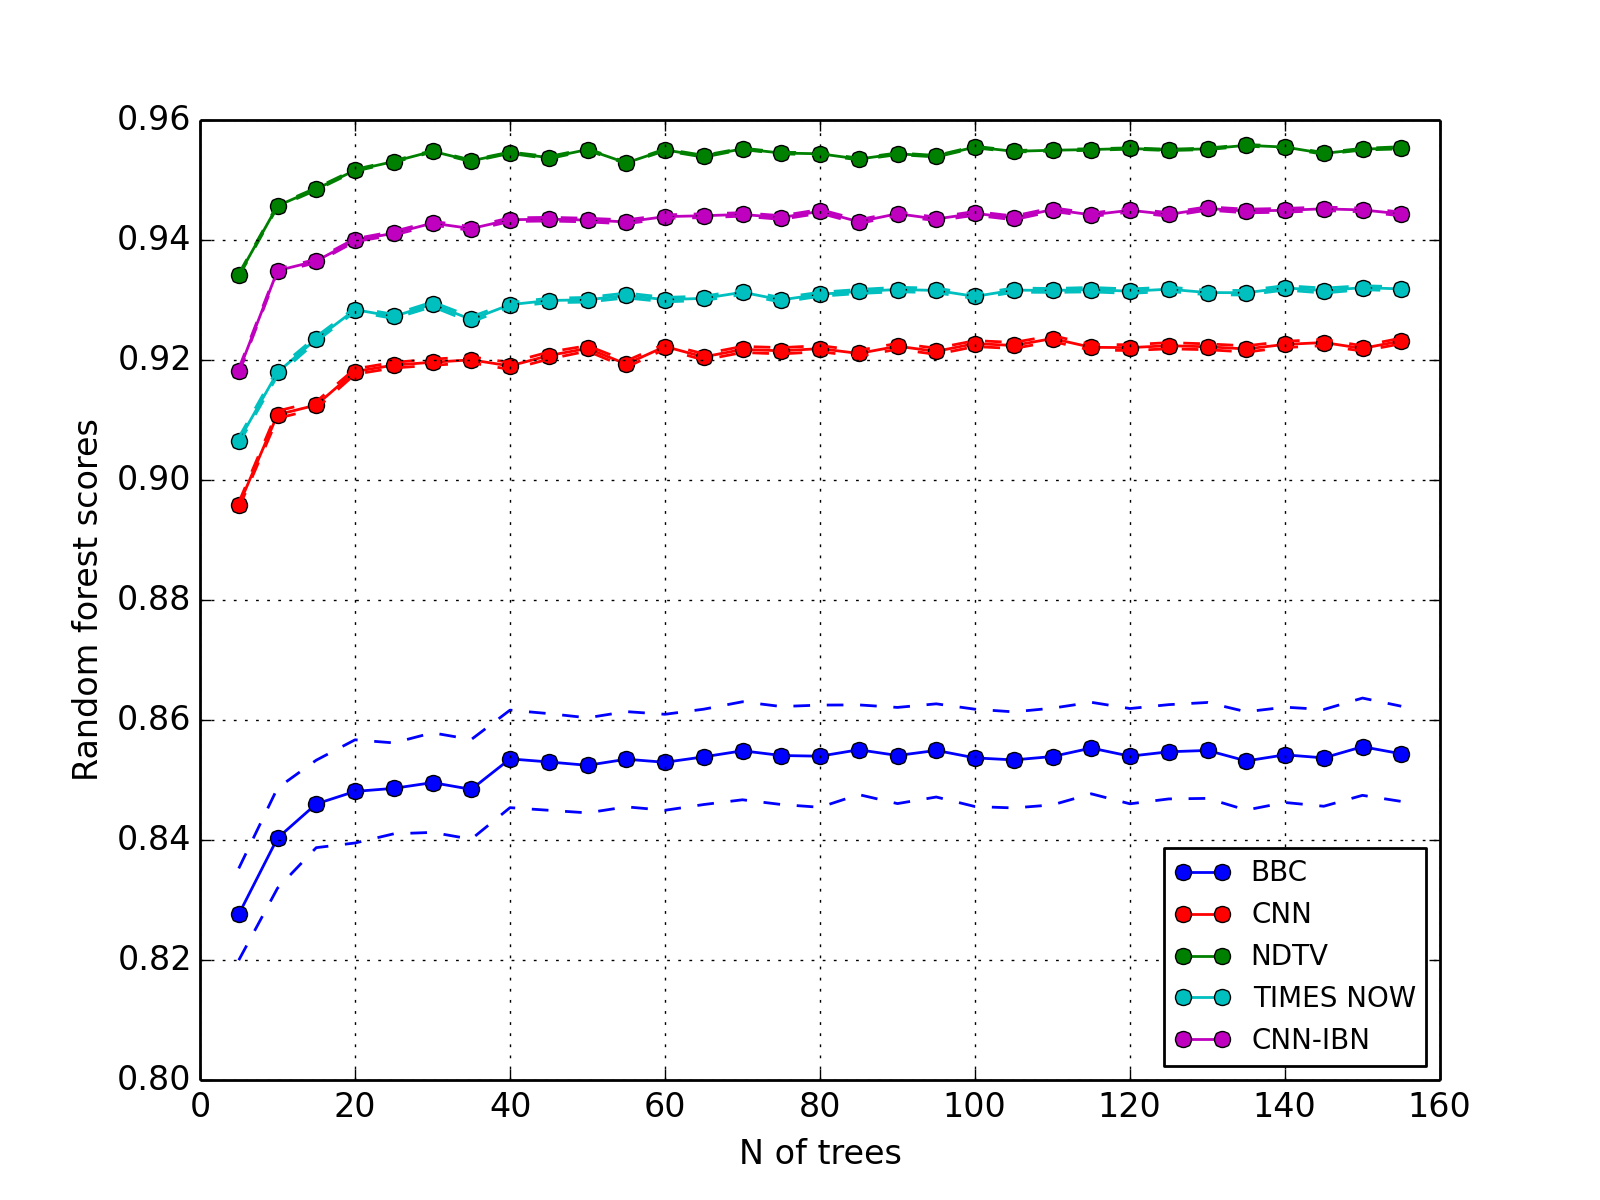 0.96
0.94
0.92
0.90
0.88
0.86
0.84
0.82
0.80
Random forest scores
0 20 40 60 80 100 120 140 160
N of trees
BBC
CNN
NDTV
TIMES NOW
CNN-IBN